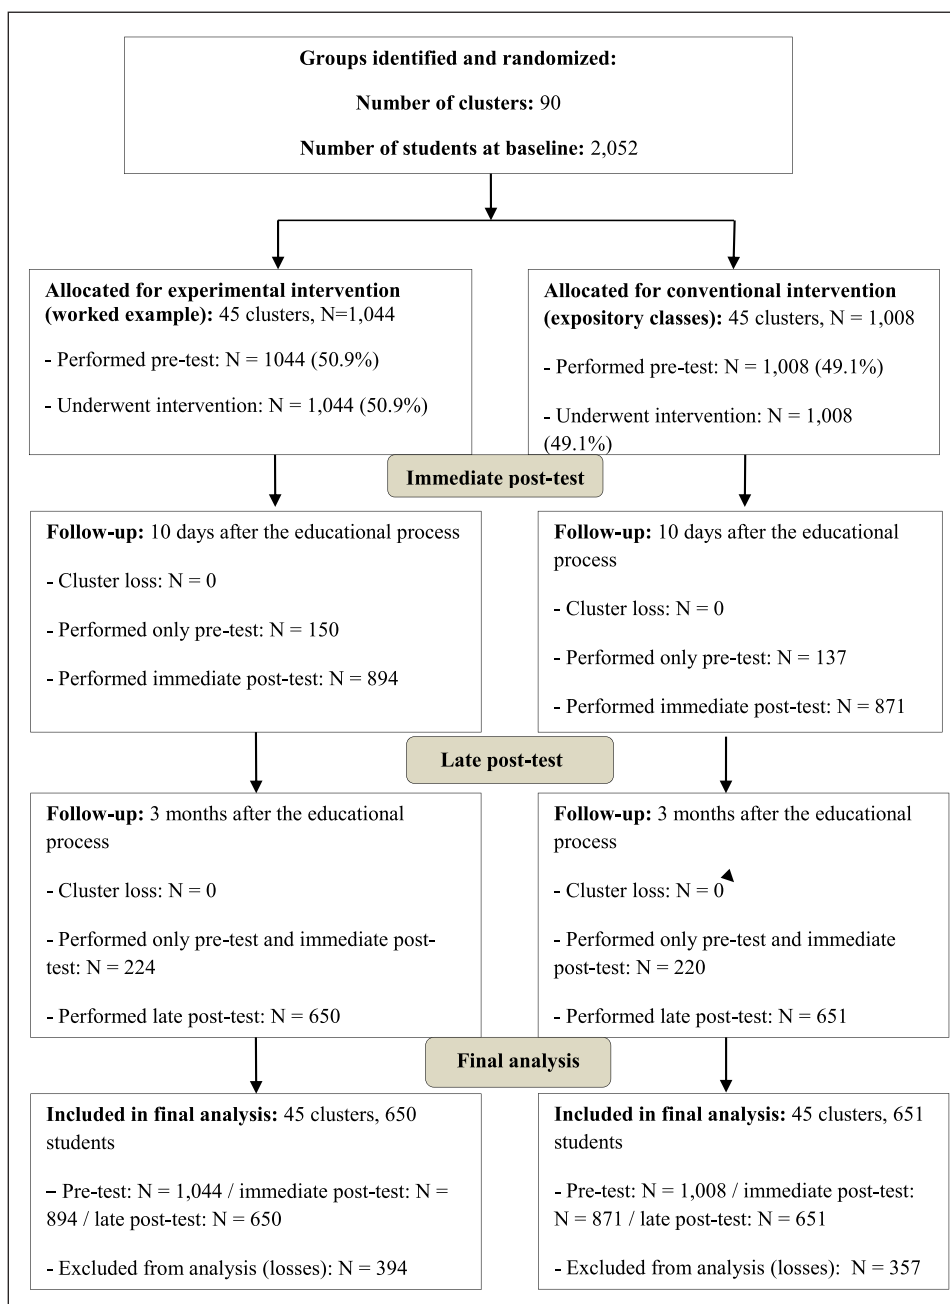 Groups identified and randomized:
Number of clusters: 90
Number of students at baseline: 2,052
Allocated for experimental intervention
(worked example): 45 clusters, N=1,044
- Performed pre-test: N = 1044 (50.9%)
- Underwent intervention: N = 1,044 (50.9%)
Allocated for conventional intervention
(expository classes): 45 clusters, N = 1,008
- Performed pre-test: N = 1,008 (49.1%)
- Underwent intervention: N = 1,008
(49.1%)
Immediate post-test
Follow-up: 10 days after the educational process
- Cluster loss: N = 0
- Performed only pre-test: N = 150
- Performed immediate post-test: N = 894
Follow-up: 10 days after the educational
process
- Cluster loss: N = 0
- Performed only pre-test: N = 137
- Performed immediate post-test: N = 871
Late post-test
Follow-up: 3 months after the educational
process
- Cluster loss: N = 0
- Performed only pre-test and immediate post-
test: N = 224
- Performed late post-test: N = 650
Follow-up: 3 months after the educational
process
- Cluster loss: N = 0
- Performed only pre-test and immediate
post-test: N = 220
- Performed late post-test: N = 651
Final analysis
Included in final analysis: 45 clusters, 650
students
– Pre-test: N = 1,044 / immediate post-test: N =
894 / late post-test: N = 650
- Excluded from analysis (losses): N = 394
Included in final analysis: 45 clusters, 651
students
- Pre-test: N = 1,008 / immediate post-test:
N = 871 / late post-test: N = 651
- Excluded from analysis (losses): N = 357